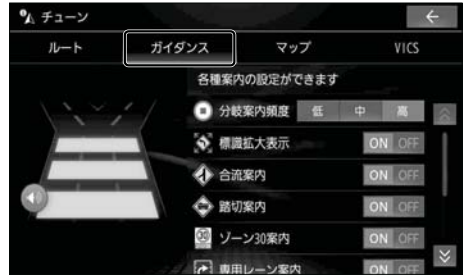 チューン
ルート ガイダンス マップ VICS
各種案内の設定ができます
分岐案内頻度 低 中 高
標識拡大表示 ON OFF
合流案内 ON OFF
踏切案内 ON OFF
ゾーン30案内 ON OFF
専用レーン案内 ON OFF